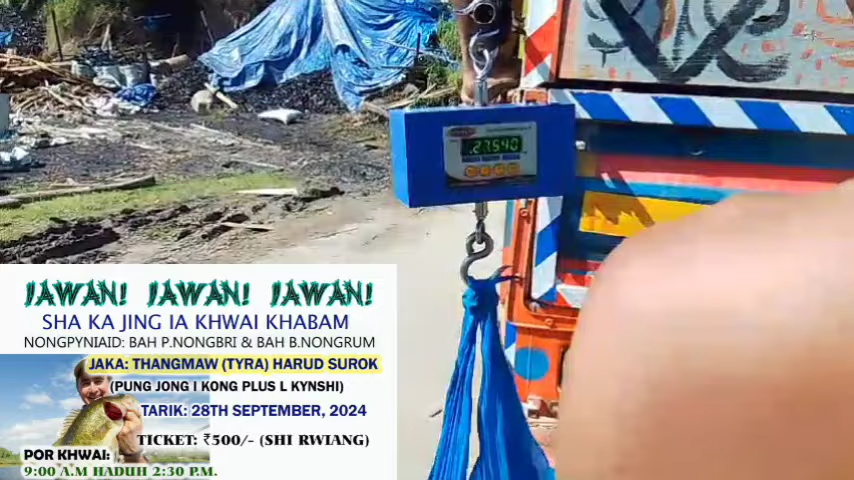 27.540
JAWAN! JAWAN! JAWAN!
SHA KA JING IA KHWAI KHABAM
NONGPYNIAID: BAH P.NONGBRI & BAH B.NONGRUM
JAKA: THANGMAW (TYRA) HARUD SUROK
(PUNG JONG I KONG PLUS L KYNSHI)
TARIK: 28TH SEPTEMBER, 2024
TICKET: ₹500/- (SHI RWIANG)
POR KHWAI:
9:00 A.M HADUH 2:30 P.M.